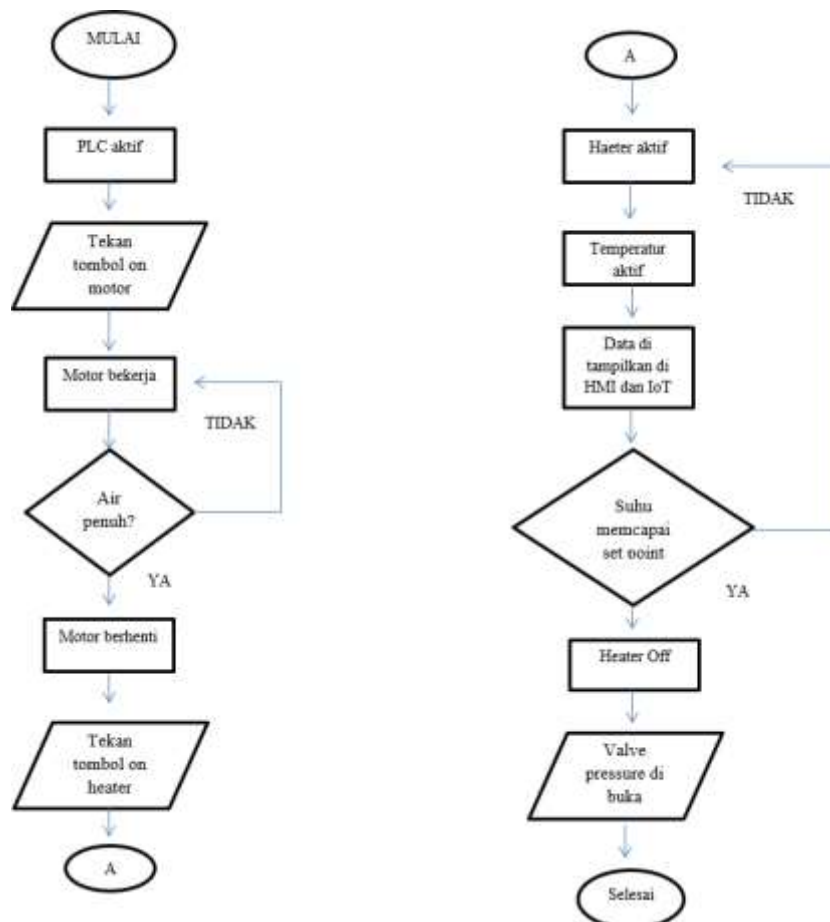 MULAI
PLC aktif
Tekan
tombol on
motor
Motor bekerja
TIDAK
Air
penuh?
YA
Motor berhenti
Tekan
tombol on
heater
A
A
Haeter aktif
TIDAK
Temperatur
aktif
Data di
tampilkan di
HMI dan IoT
Suhu
memcapai
set point
YA
Heater Off
Valve
pressure di
buka
Selesai